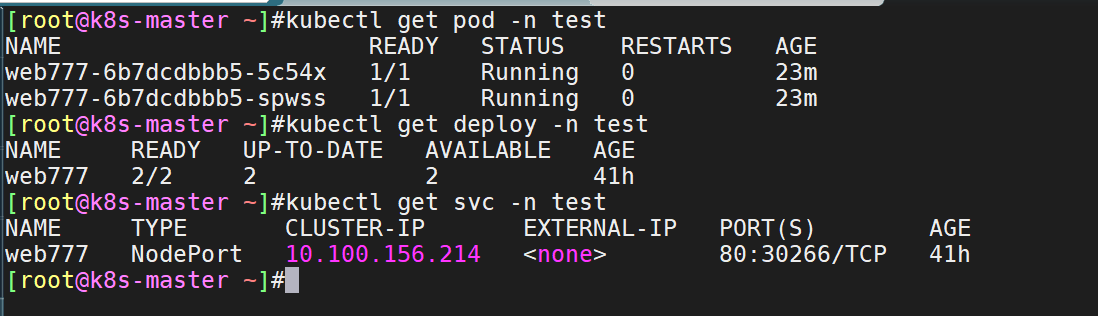 [root@k8s-master ~]#kubectl get pod -n test
NAME                      READY   STATUS    RESTARTS   AGE
web777-6b7dcdbbb5-5c54x   1/1     Running   0          23m
web777-6b7dcdbbb5-spwss   1/1     Running   0          23m
[root@k8s-master ~]#kubectl get deploy -n test
NAME     READY   UP-TO-DATE   AVAILABLE   AGE
web777   2/2     2            2           41h
[root@k8s-master ~]#kubectl get svc -n test
NAME     TYPE       CLUSTER-IP       EXTERNAL-IP   PORT(S)        AGE
web777   NodePort   10.100.156.214   <none>        80:30266/TCP   41h
[root@k8s-master ~]#